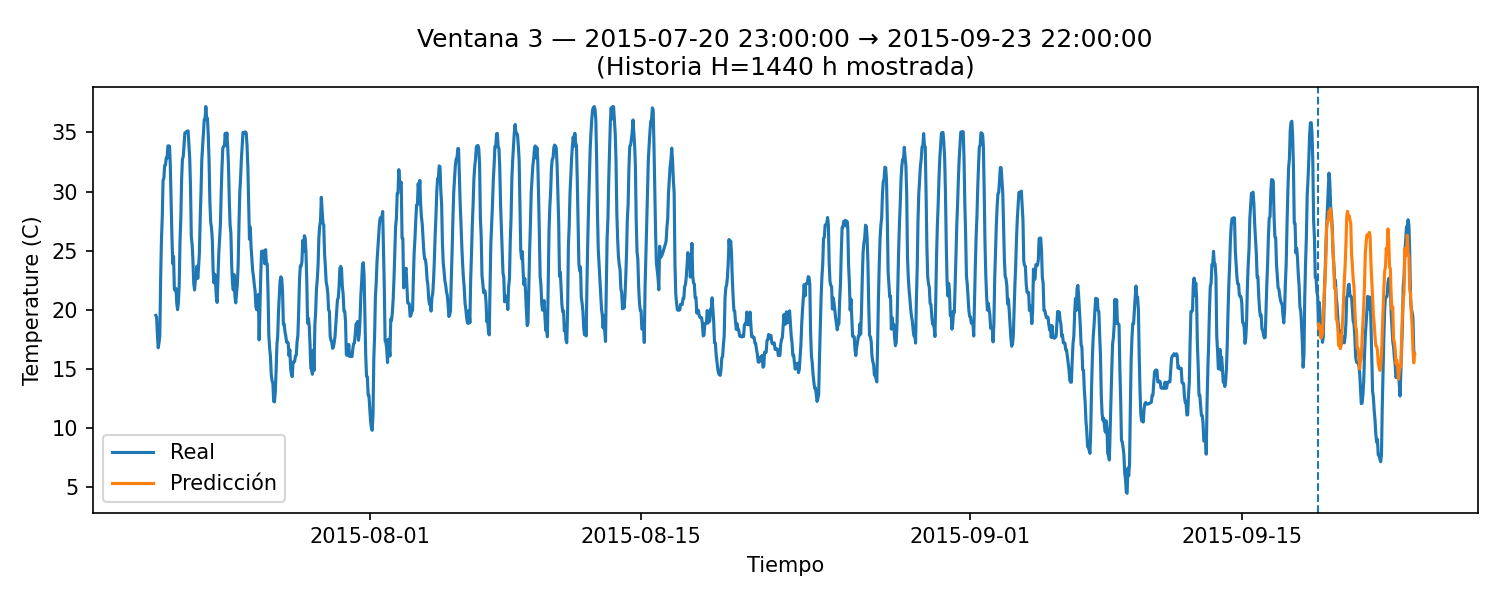 Ventana 3 — 2015-07-20 23:00:00 → 2015-09-23 22:00:00
(Historia H=1440 h mostrada)
Temperature (C)
35
30
25
20
15
10
5
Real
Predicción
2015-08-01 2015-08-15 2015-09-01 2015-09-15
Tiempo